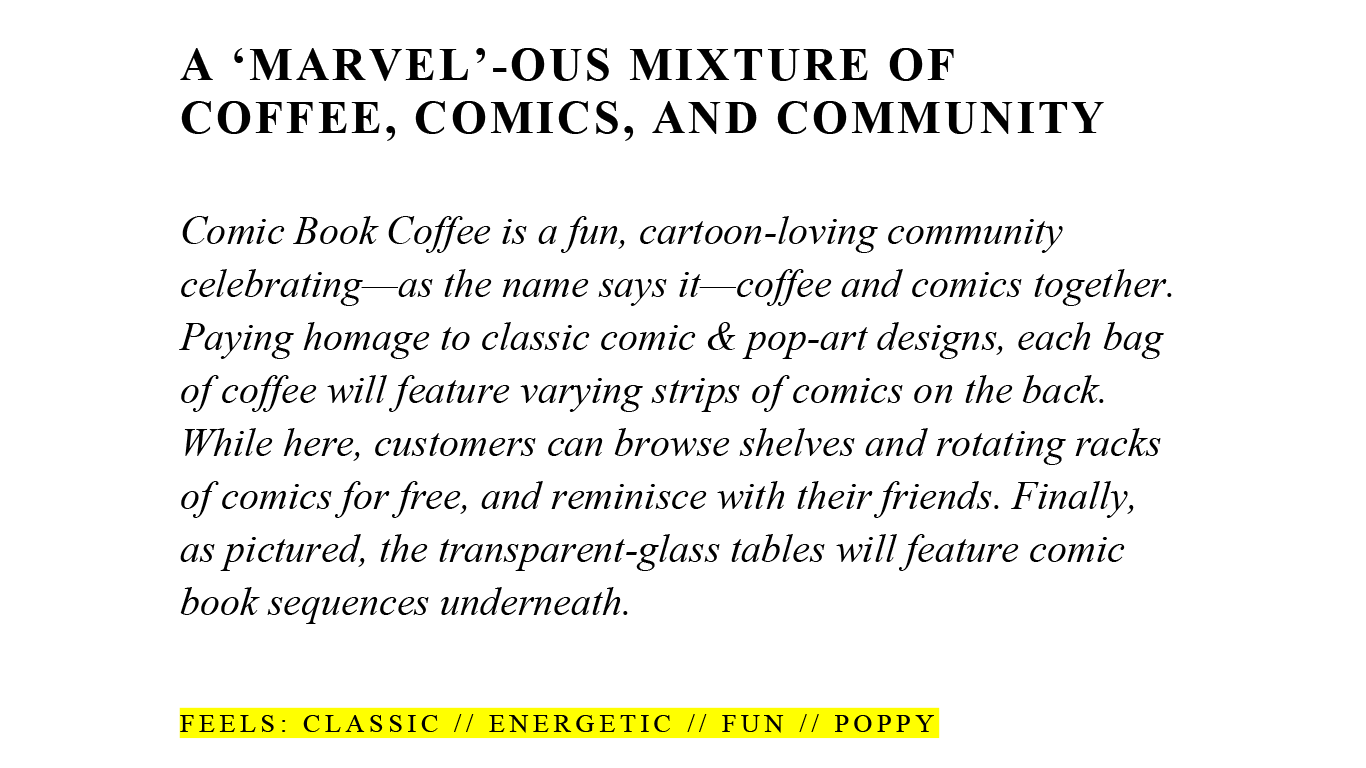 A ‘MARVEL’-OUS MIXTURE OF
COFFEE, COMICS, AND COMMUNITY
Comic Book Coffee is a fun, cartoon-loving community
celebrating—as the name says it—coffee and comics together.
Paying homage to classic comic & pop-art designs, each bag
of coffee will feature varying strips of comics on the back.
While here, customers can browse shelves and rotating racks
of comics for free, and reminisce with their friends. Finally,
as pictured, the transparent-glass tables will feature comic
book sequences underneath.
FEELS: CLASSIC // ENERGETIC // FUN // POPPY